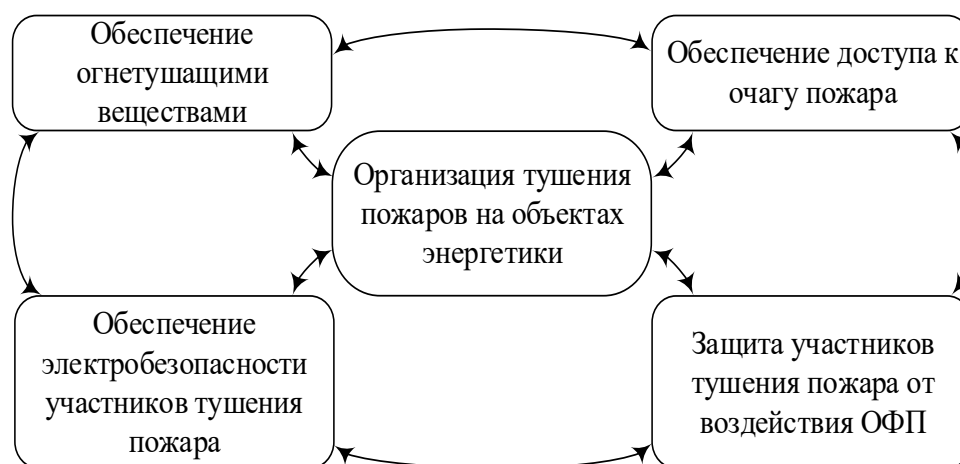 Обеспечение
огнетушащими
веществами
Обеспечение доступа к
очагу пожара
Организация тушения
пожаров на объектах
энергетики
Обеспечение
электробезопасности
участников тушения
пожара
Защита участников
тушения пожара от
воздействия ОФП